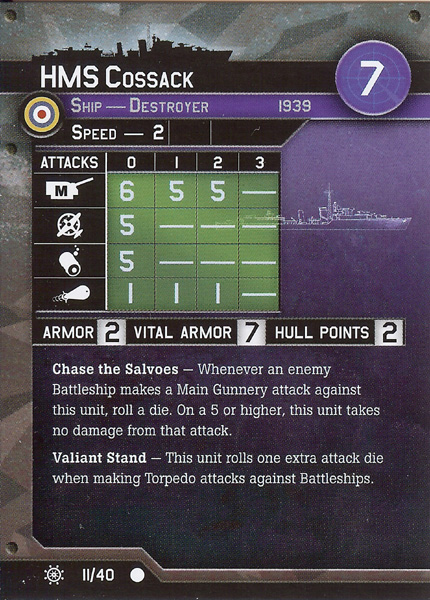 HMS Cossack
7
Ship — Destroyer 1939
Speed — 2
ATTACKS 0 1 2 3
M 6 5 5 —
5 — — —
5 — — —
1 1 1 —
ARMOR 2 VITAL ARMOR 7 HULL POINTS 2
Chase the Salvoes — Whenever an enemy
Battleship makes a Main Gunnery attack against
this unit, roll a die. On a 5 or higher, this unit takes
no damage from that attack.
Valiant Stand — This unit rolls one extra attack die
when making Torpedo attacks against Battleships.
11/40